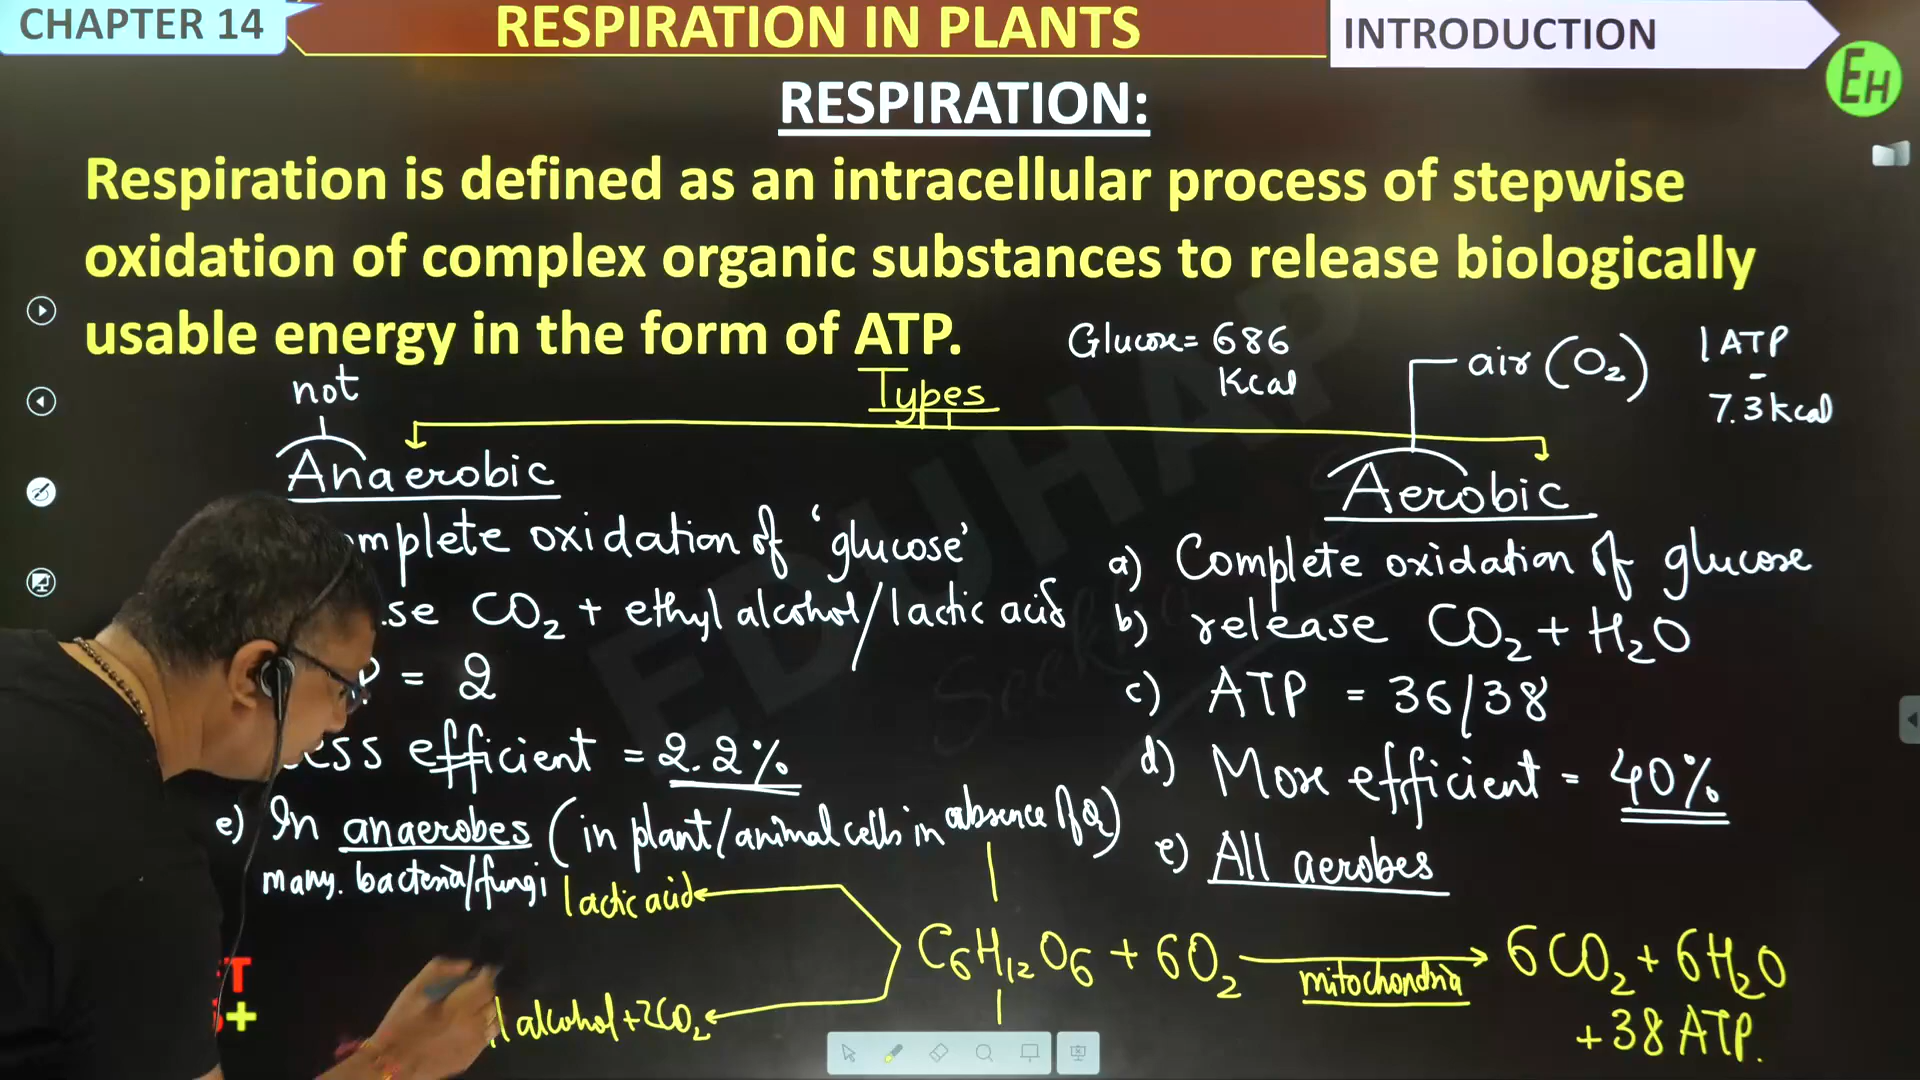 CHAPTER 14
RESPIRATION IN PLANTS
INTRODUCTION
EH
RESPIRATION:
Respiration is defined as an intracellular process of stepwise
oxidation of complex organic substances to release biologically
usable energy in the form of ATP.
Glucose = 686
Kcal
air (O2)
1 ATP
-
7.3 kcal
not
Types
Anaerobic
omplete oxidation of 'glucose'
se CO2 + ethyl alcohol/lactic acid
P = 2
ess efficient = 2.2%
e) In anaerobes (in plant/animal cells in absence of O2)
many. bacteria/fungi
Aerobic
a) Complete oxidation of glucose
b) release CO2 + H2O
c) ATP = 36/38
d) More efficient = 40%
e) All aerobes
lactic acid
C6H12O6 + 6O2
mitochondria
6CO2 + 6H2O
+ 38 ATP.
l alcohol + 2CO2
T
+
EDUHAP